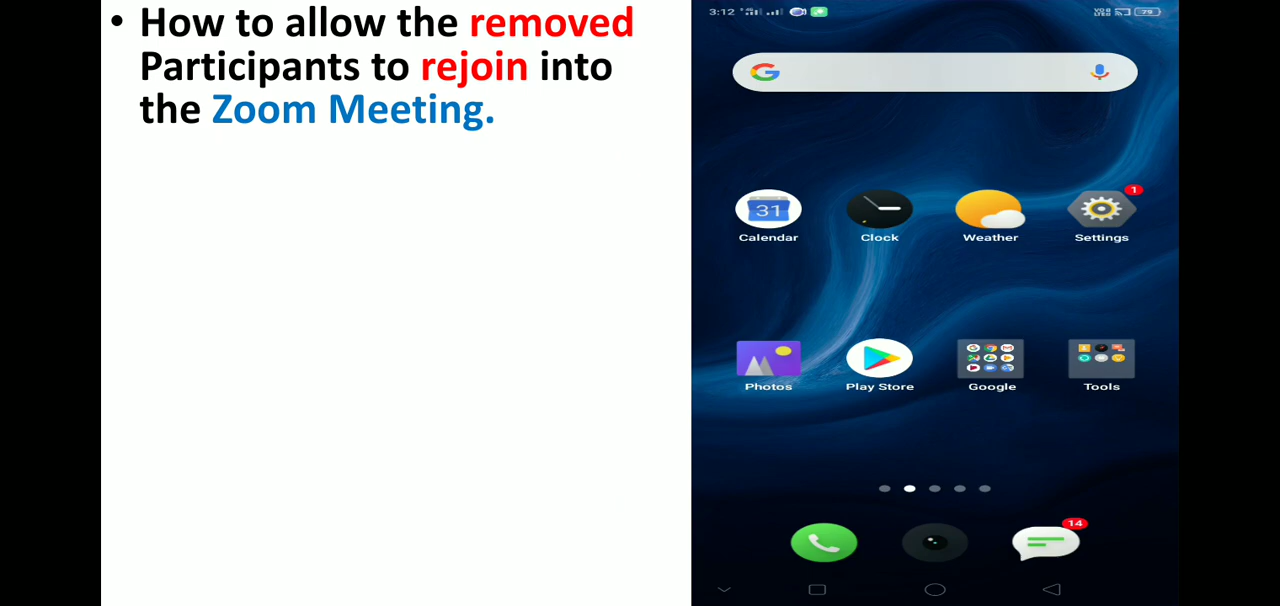 • How to allow the removed
Participants to rejoin into
the Zoom Meeting.
3:12
79
31
Calendar
Clock
Weather
1
Settings
Photos
Play Store
Google
Tools
14